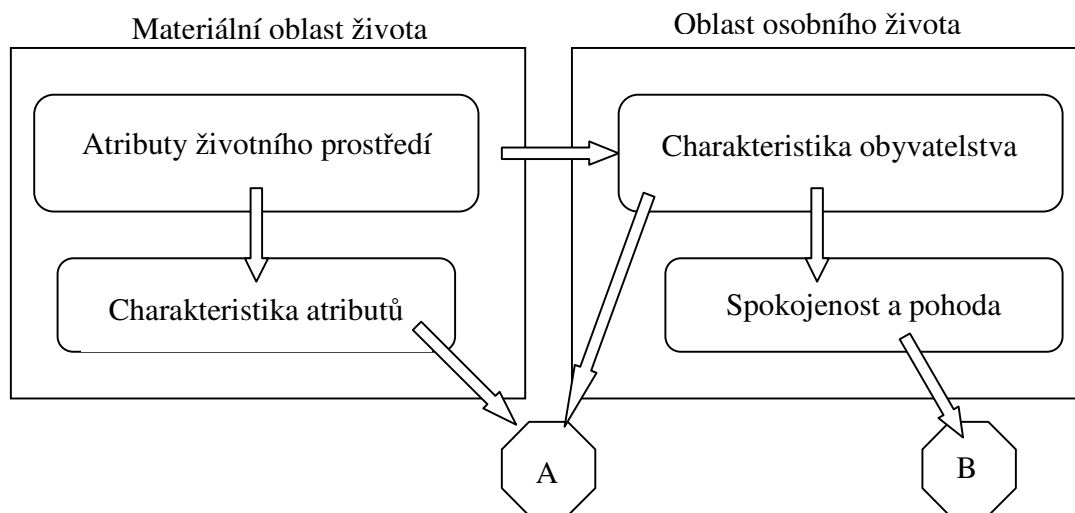 Materiální oblast života
Oblast osobního života
Atributy životního prostředí
Charakteristika obyvatelstva
Charakteristika atributů
Spokojenost a pohoda
A
B